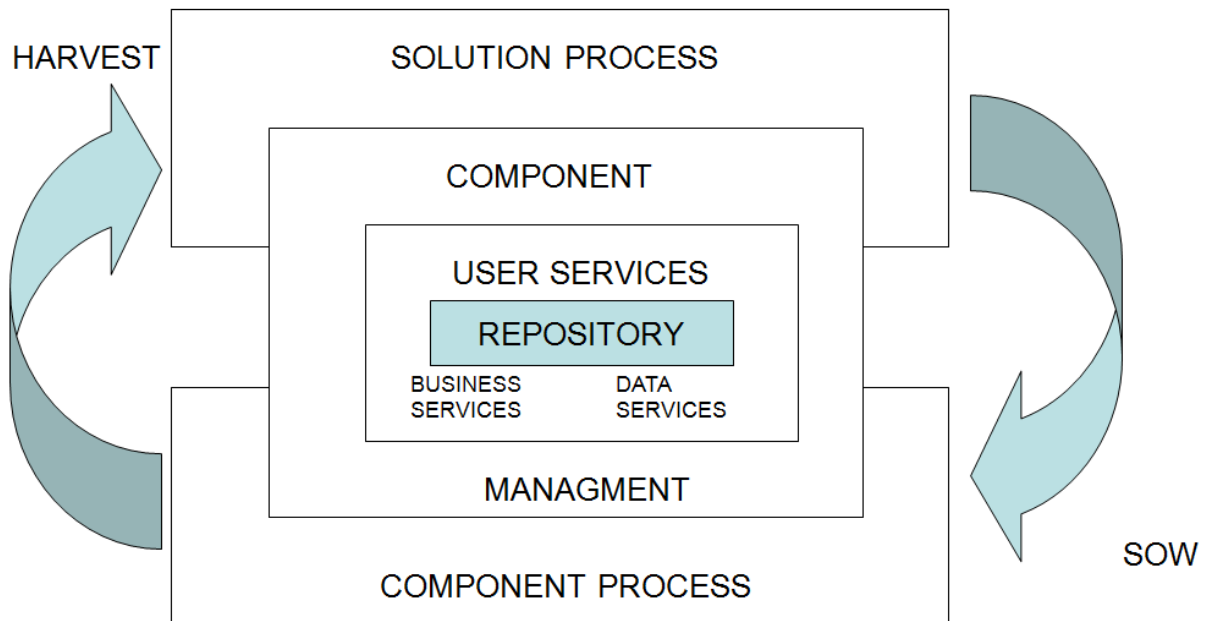 HARVEST
SOLUTION PROCESS
COMPONENT
USER SERVICES
REPOSITORY
BUSINESS
SERVICES
DATA
SERVICES
MANAGMENT
SOW
COMPONENT PROCESS